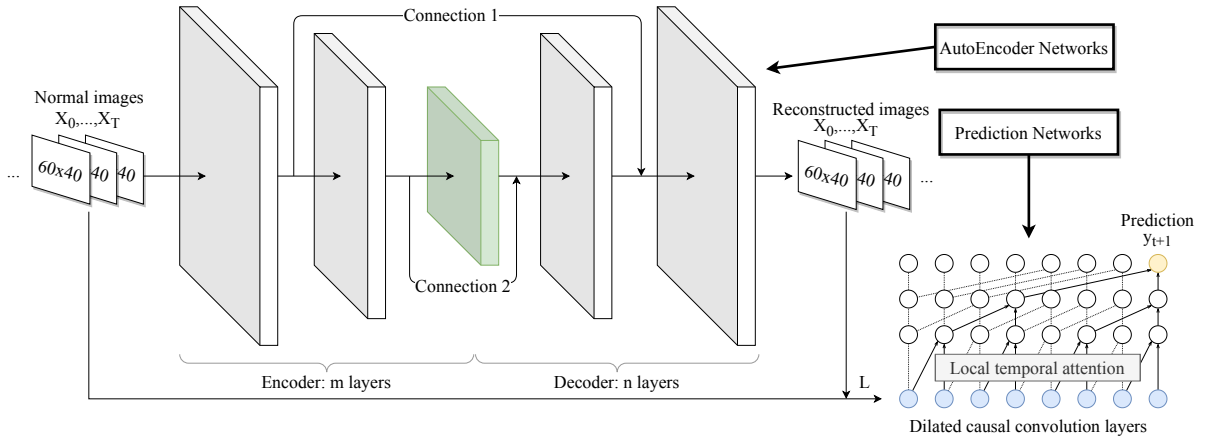 Connection 1
AutoEncoder Networks
Normal images
X0,...,XT
60x40
40
40
...
Reconstructed images
X0,...,XT
60x40
40
40
...
Prediction Networks
Connection 2
Prediction
yt+1
Encoder: m layers
Decoder: n layers
L
Local temporal attention
Dilated causal convolution layers